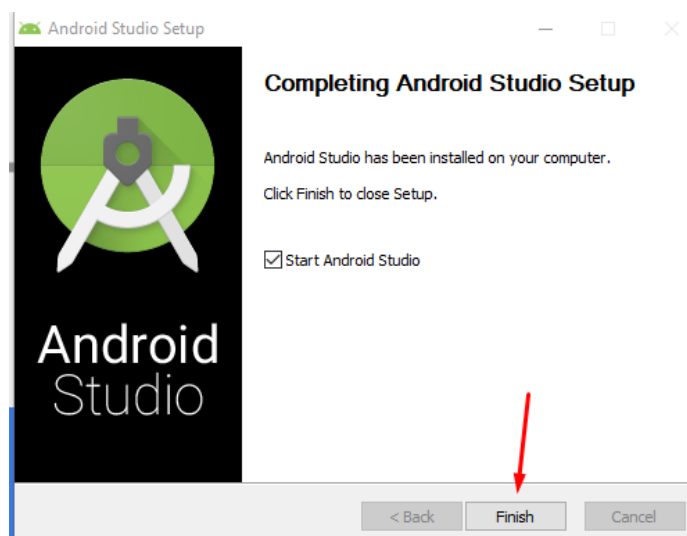 Android Studio Setup
Completing Android Studio Setup
Android Studio has been installed on your computer.
Click Finish to close Setup.
Start Android Studio
Android
Studio
< Back
Finish
Cancel